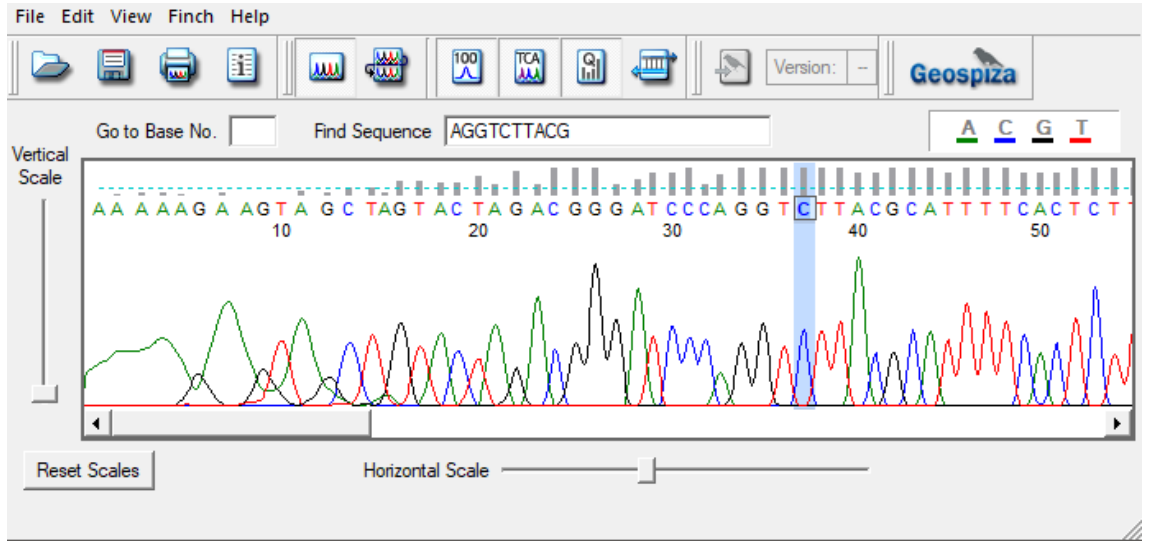 File Edit View Finch Help
100 TCA Q Version: -- Geospiza
Go to Base No. Find Sequence AGGTCTTACG A C G T
Vertical
Scale
A A A A A G A A G T A G C T A G T A C T A G A C G G G A T C C C A G G T C T T A C G C A T T T T C A C T C T T
10 20 30 40 50
Reset Scales Horizontal Scale